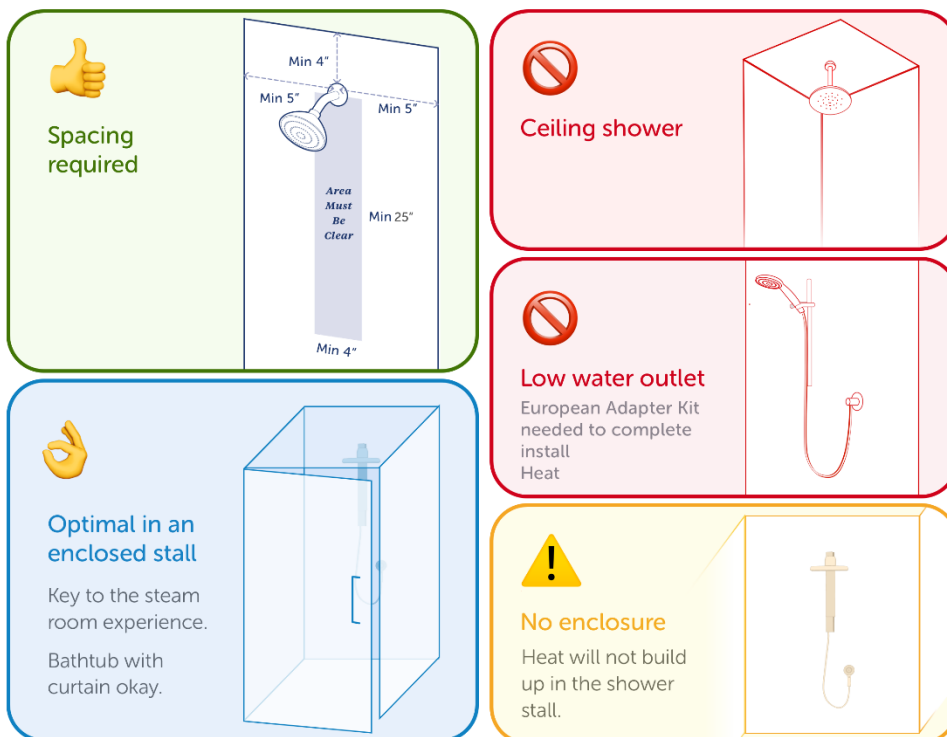 Spacing
required
Min 4"
Min 5"
Min 5"
Area
Must
Be
Clear
Min 25"
Min 4"
Ceiling shower
Low water outlet
European Adapter Kit
needed to complete
install
Heat
Optimal in an
enclosed stall
Key to the steam
room experience.
Bathtub with
curtain okay.
No enclosure
Heat will not build
up in the shower
stall.